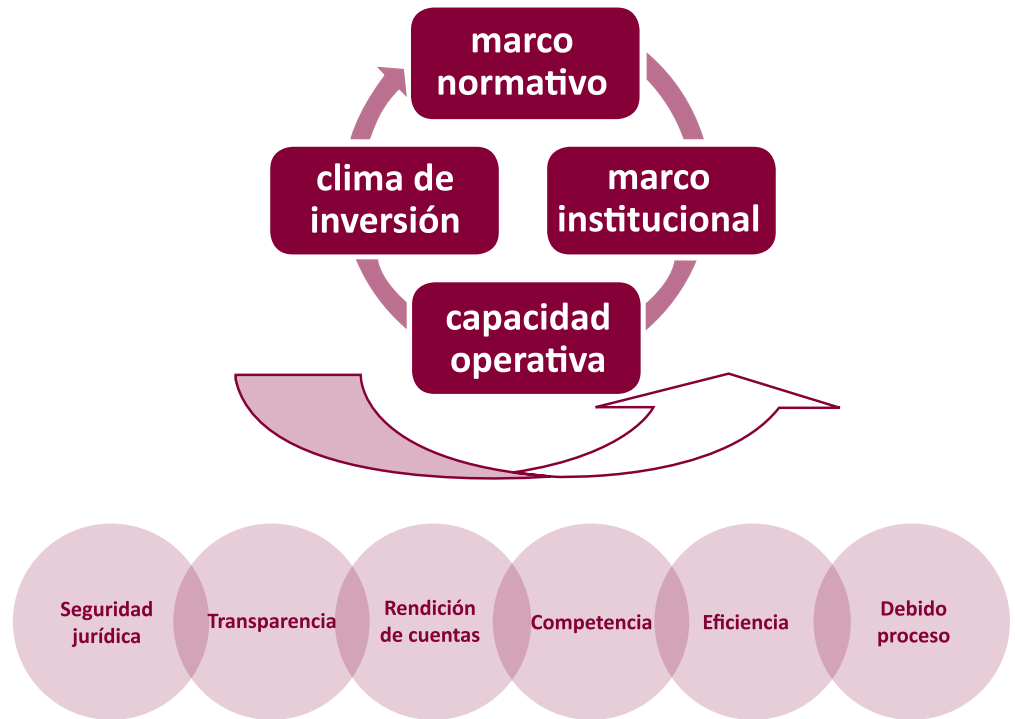 marco
normativo
clima de
inversión
marco
institucional
capacidad
operativa
Seguridad
jurídica
Transparencia
Rendición
de cuentas
Competencia
Eficiencia
Debido
proceso